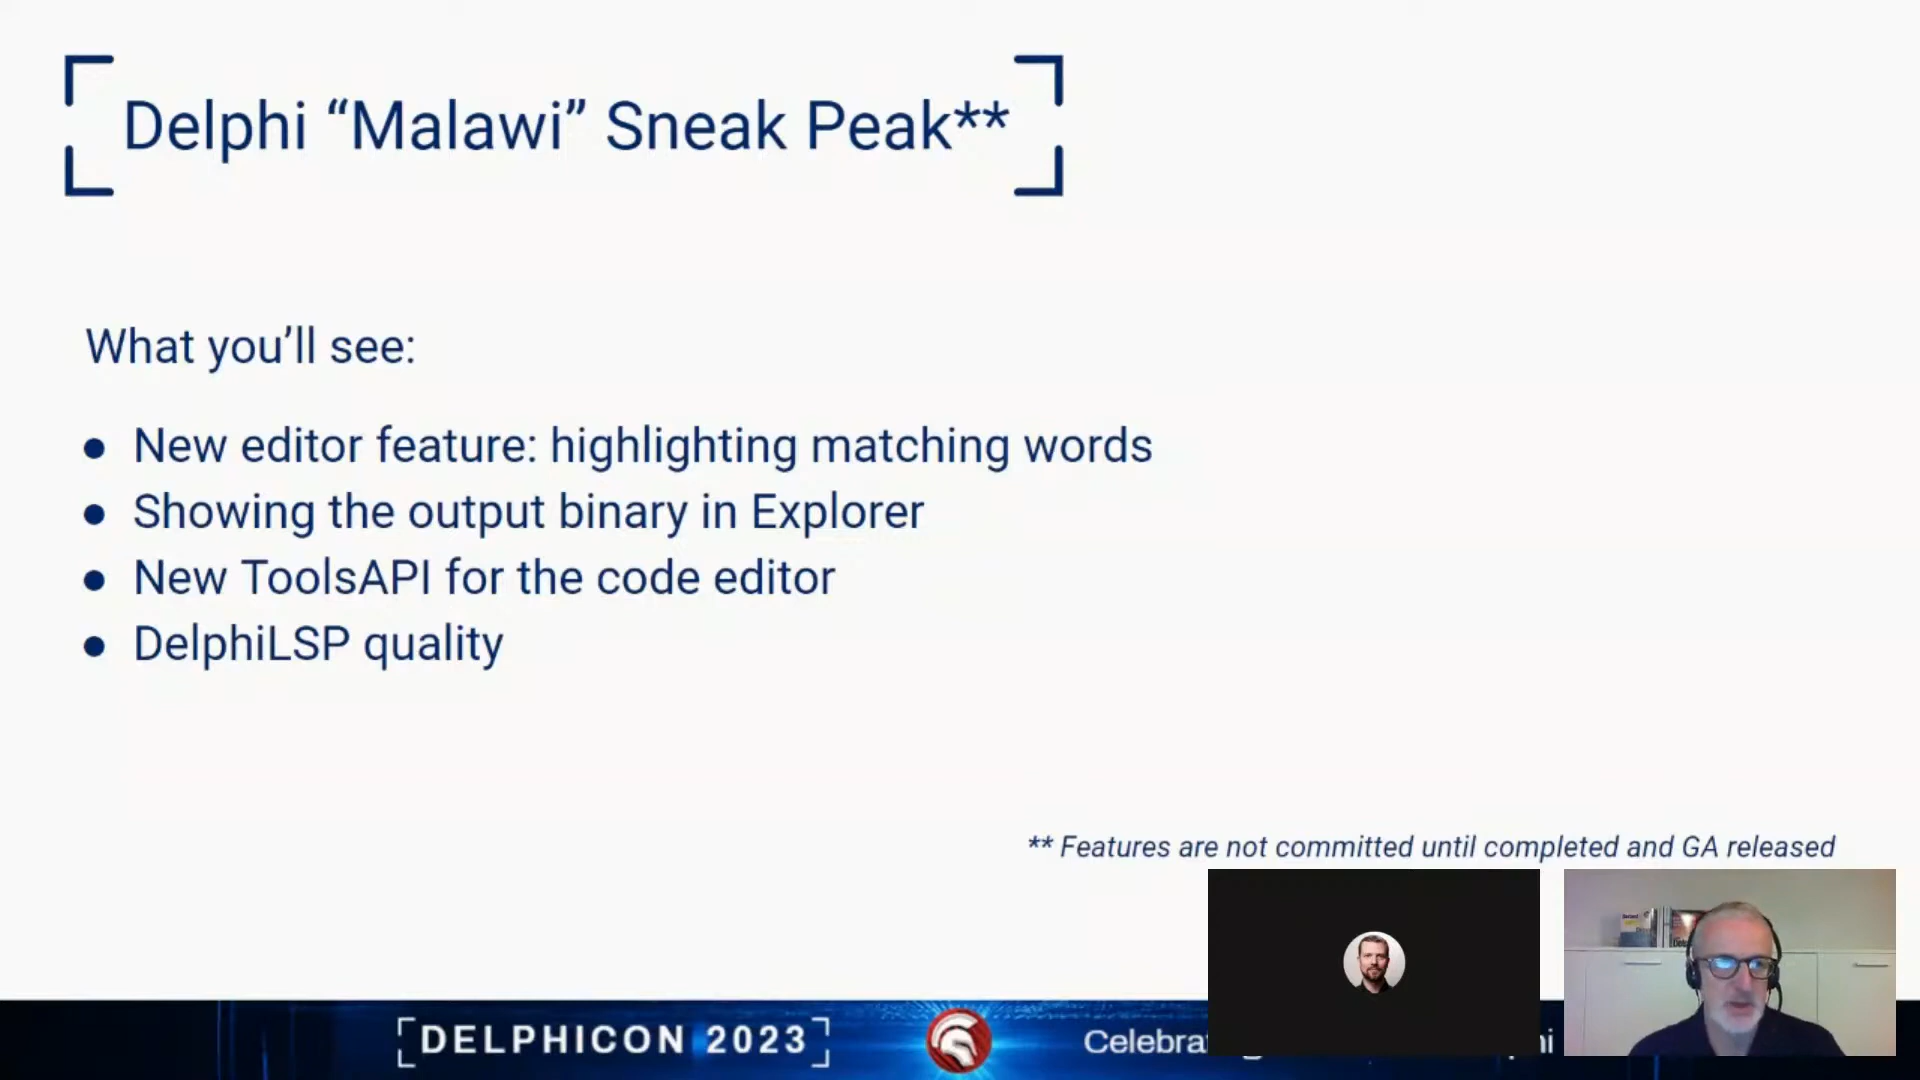 Delphi “Malawi” Sneak Peak**
What you’ll see:
● New editor feature: highlighting matching words
● Showing the output binary in Explorer
● New ToolsAPI for the code editor
● DelphiLSP quality
** Features are not committed until completed and GA released
DELPHICON 2023